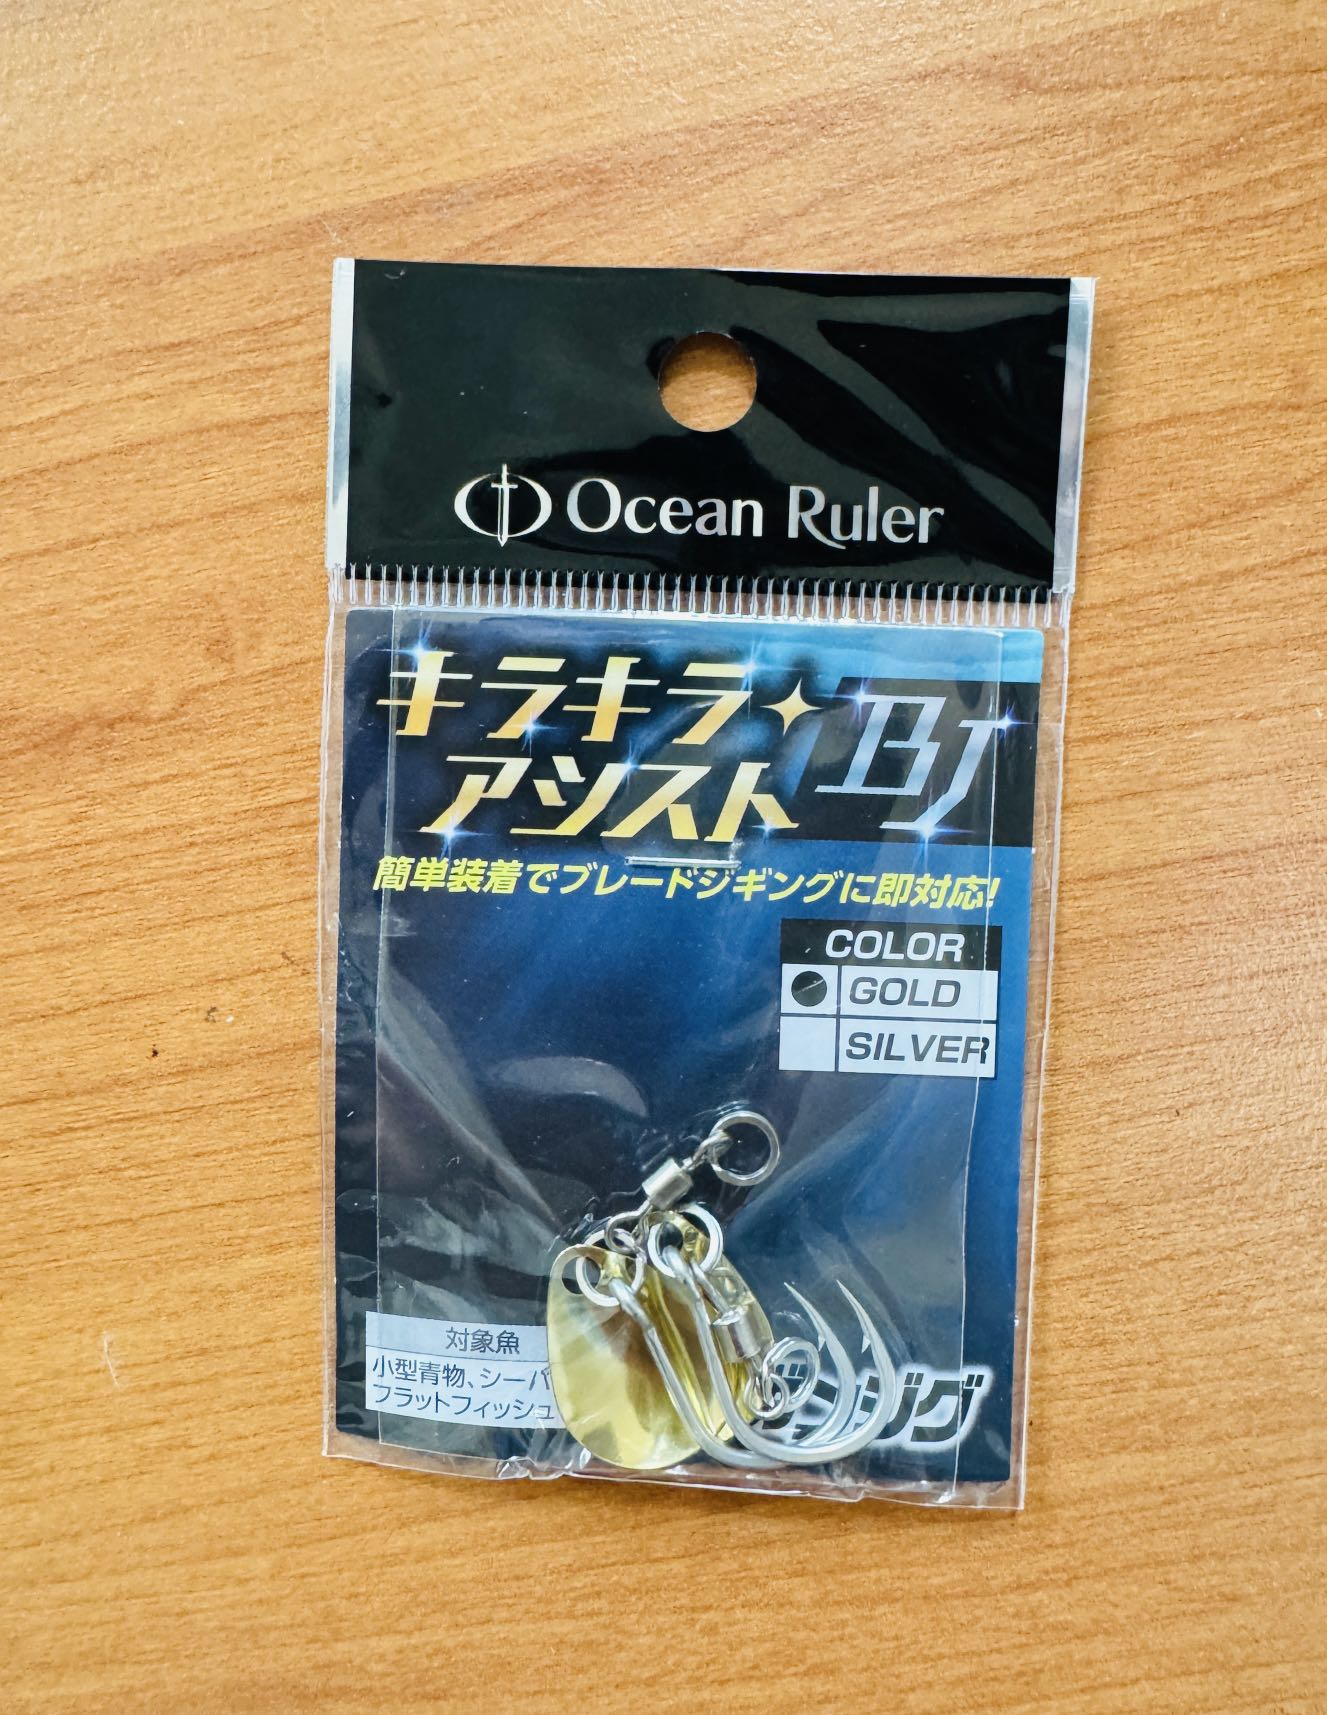 Ocean Ruler
キラキラ
アシスト BJ
簡単装着でブレードジギングに即対応!
COLOR
GOLD
SILVER
対象魚
小型青物、シーバ
フラットフィッシュ
ジグ